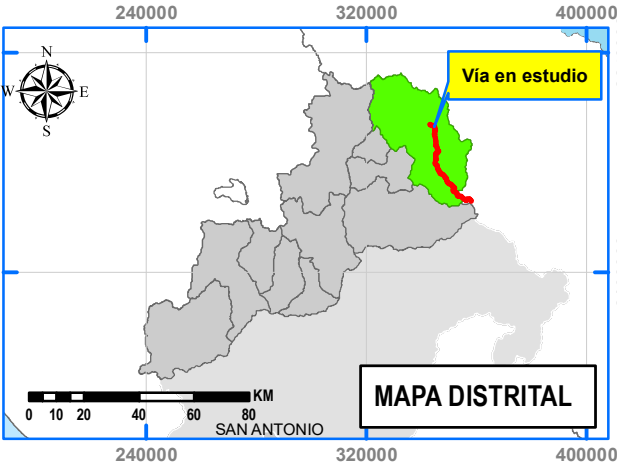 240000 320000 400000
N
W E
S
Vía en estudio
KM
0 10 20 40 60 80
MAPA DISTRITAL
SAN ANTONIO
240000 320000 400000